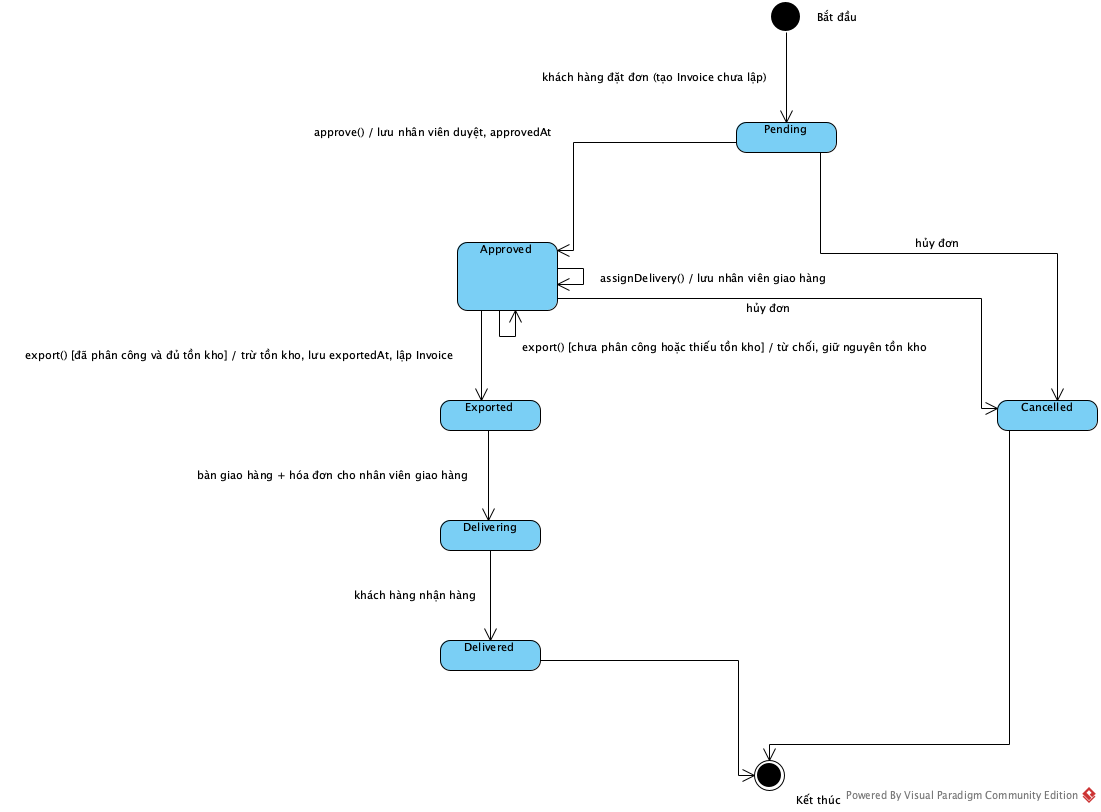 Bắt đầu
khách hàng đặt đơn (tạo Invoice chưa lập)
Pending
approve() / lưu nhân viên duyệt, approvedAt
hủy đơn
Approved
assignDelivery() / lưu nhân viên giao hàng
hủy đơn
export() [chưa phân công hoặc thiếu tồn kho] / từ chối, giữ nguyên tồn kho
export() [đã phân công và đủ tồn kho] / trừ tồn kho, lưu exportedAt, lập Invoice
Exported
Cancelled
bàn giao hàng + hóa đơn cho nhân viên giao hàng
Delivering
khách hàng nhận hàng
Delivered
Kết thúc
Powered By Visual Paradigm Community Edition